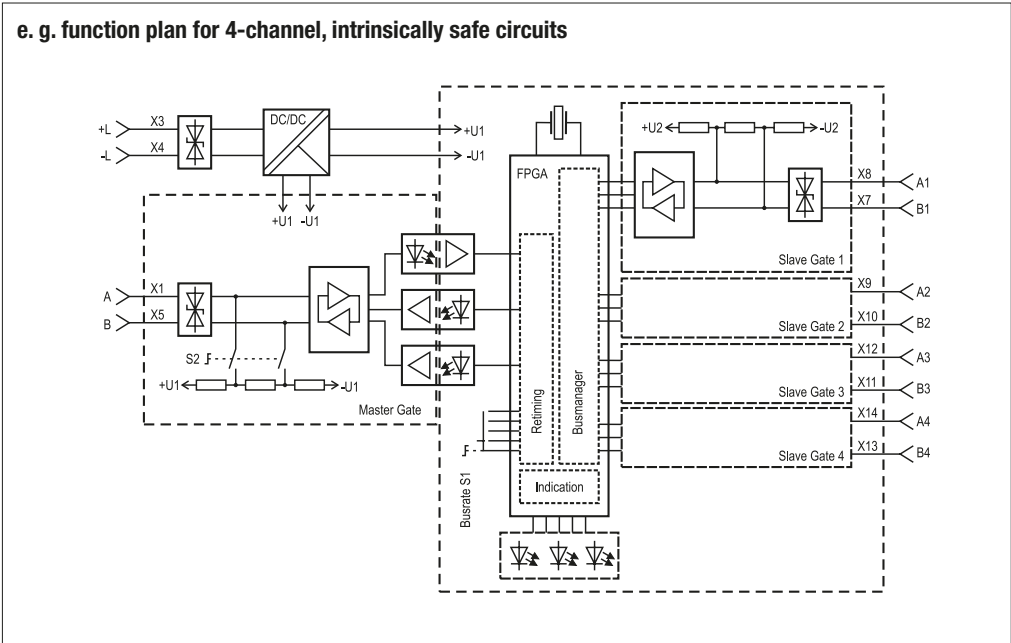 e. g. function plan for 4-channel, intrinsically safe circuits
+L
X3
-L
X4
DC/DC
+U1
-U1
+U1
-U1
FPGA
+U2
-U2
X8
A1
X7
B1
Slave Gate 1
A
X1
B
X5
S2
+U1
-U1
Master Gate
Retiming
Busmanager
Indication
Busrate S1
X9
A2
X10
B2
Slave Gate 2
X12
A3
X11
B3
Slave Gate 3
X14
A4
X13
B4
Slave Gate 4